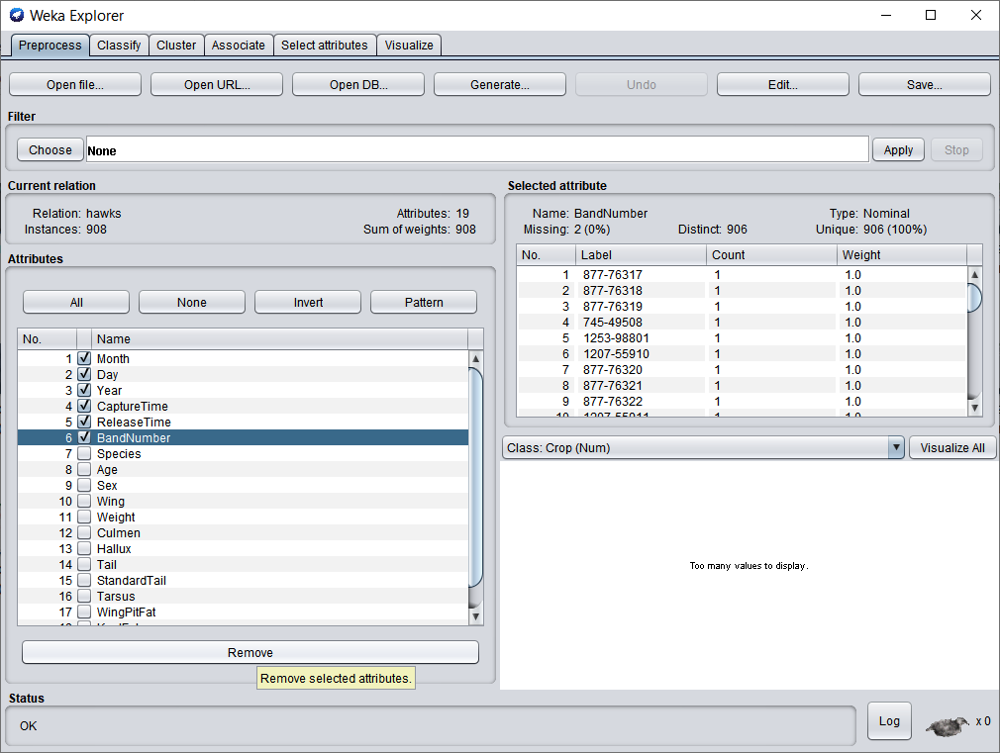 Weka Explorer
Preprocess Classify Cluster Associate Select attributes Visualize
Open file... Open URL... Open DB... Generate... Undo Edit... Save...
Filter
Choose None Apply Stop
Current relation
Relation: hawks Attributes: 19
Instances: 908 Sum of weights: 908
Attributes
All None Invert Pattern
No. Name
1 Month
2 Day
3 Year
4 CaptureTime
5 ReleaseTime
6 BandNumber
7 Species
8 Age
9 Sex
10 Wing
11 Weight
12 Culmen
13 Hallux
14 Tail
15 StandardTail
16 Tarsus
17 WingPitFat
Remove
Remove selected attributes.
Selected attribute
Name: BandNumber Type: Nominal
Missing: 2 (0%) Distinct: 906 Unique: 906 (100%)
No. Label Count Weight
1 877-76317 1 1.0
2 877-76318 1 1.0
3 877-76319 1 1.0
4 745-49508 1 1.0
5 1253-98801 1 1.0
6 1207-55910 1 1.0
7 877-76320 1 1.0
8 877-76321 1 1.0
9 877-76322 1 1.0
Class: Crop (Num) Visualize All
Too many values to display.
Status
OK
Log x 0